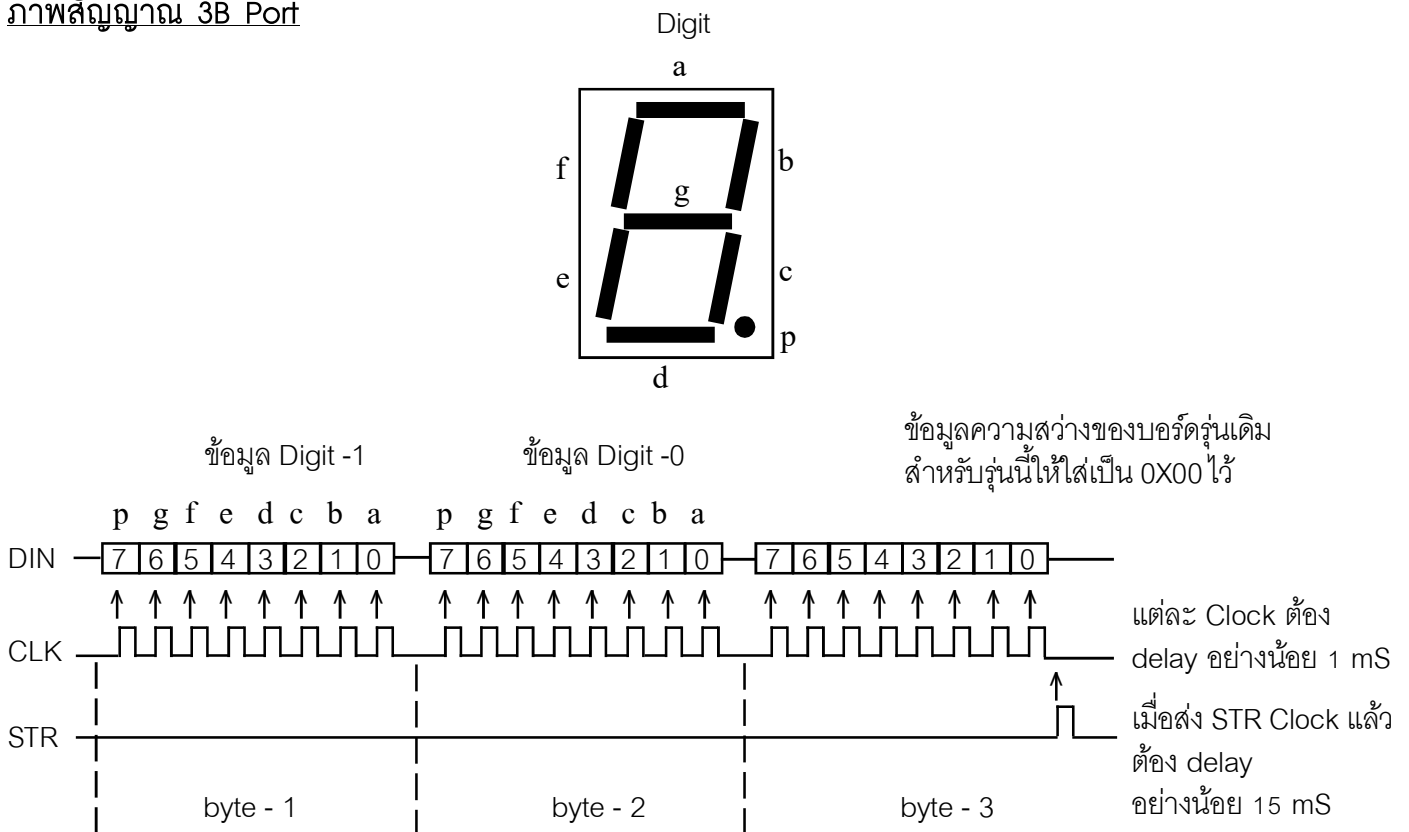 ภาพสัญญาณ 3B Port
Digit
a
f
b
g
e
c
p
d
ข้อมูล Digit -1
ข้อมูล Digit -0
ข้อมูลความสว่างของบอร์ดรุ่นเดิม
สำหรับรุ่นนี้ให้ใส่เป็น 0X00 ไว้
p g f e d c b a
p g f e d c b a
DIN 7 6 5 4 3 2 1 0 7 6 5 4 3 2 1 0 7 6 5 4 3 2 1 0
CLK
แต่ละ Clock ต้อง
delay อย่างน้อย 1 mS
STR
เมื่อส่ง STR Clock แล้ว
ต้อง delay
อย่างน้อย 15 mS
byte - 1
byte - 2
byte - 3